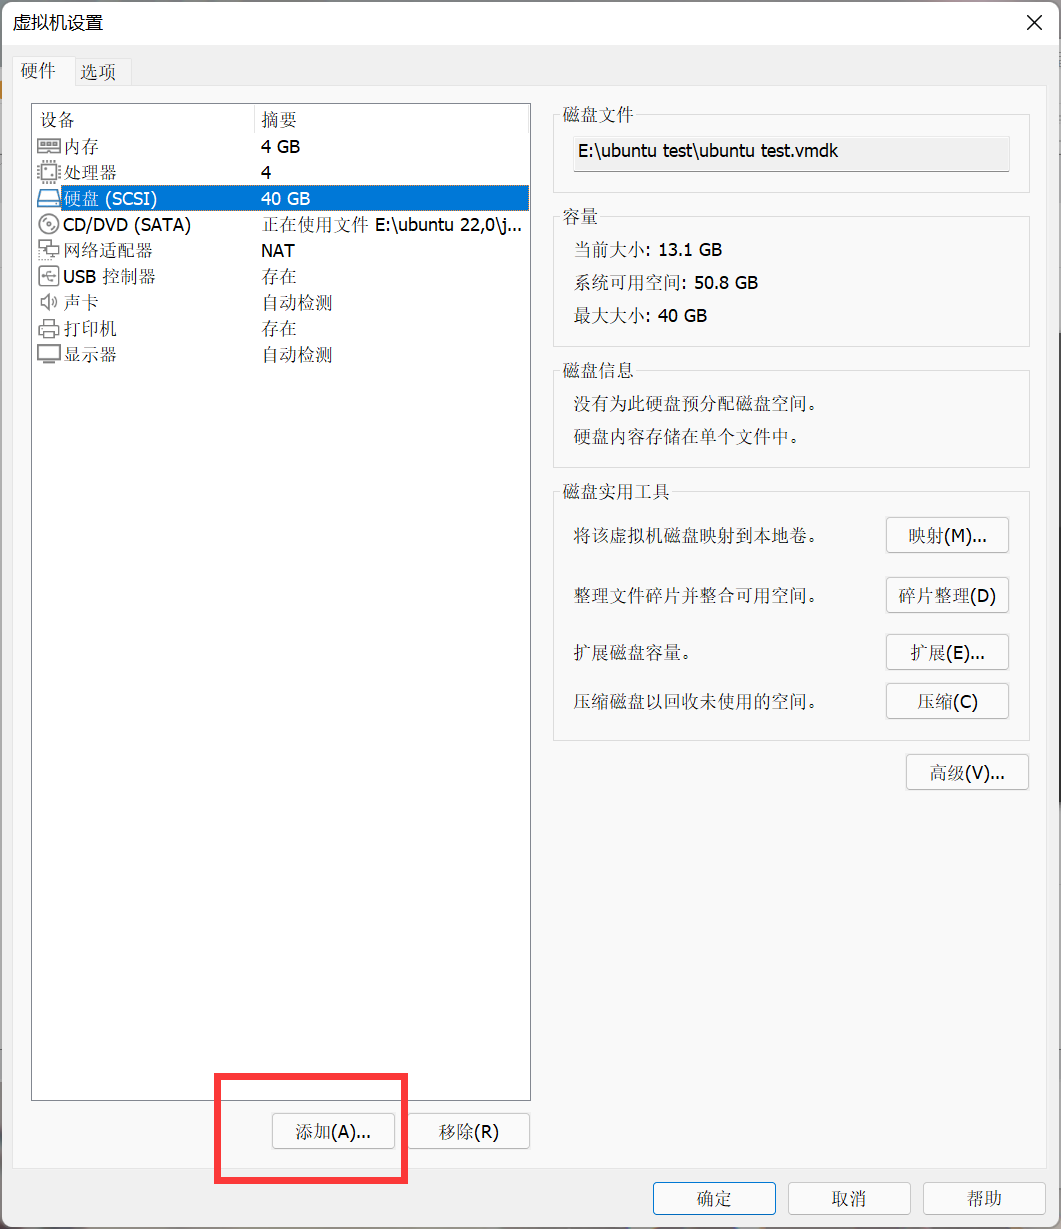 虚拟机设置
硬件 选项
设备 摘要
内存 4 GB
处理器 4
硬盘 (SCSI) 40 GB
CD/DVD (SATA) 正在使用文件 E:\ubuntu 22,0\j...
网络适配器 NAT
USB 控制器 存在
声卡 自动检测
打印机 存在
显示器 自动检测
添加(A)... 移除(R)
磁盘文件
E:\ubuntu test\ubuntu test.vmdk
容量
当前大小: 13.1 GB
系统可用空间: 50.8 GB
最大大小: 40 GB
磁盘信息
没有为此硬盘预分配磁盘空间。
硬盘内容存储在单个文件中。
磁盘实用工具
将该虚拟机磁盘映射到本地卷。 映射(M)...
整理文件碎片并整合可用空间。 碎片整理(D)
扩展磁盘容量。 扩展(E)...
压缩磁盘以回收未使用的空间。 压缩(C)
高级(V)...
确定 取消 帮助